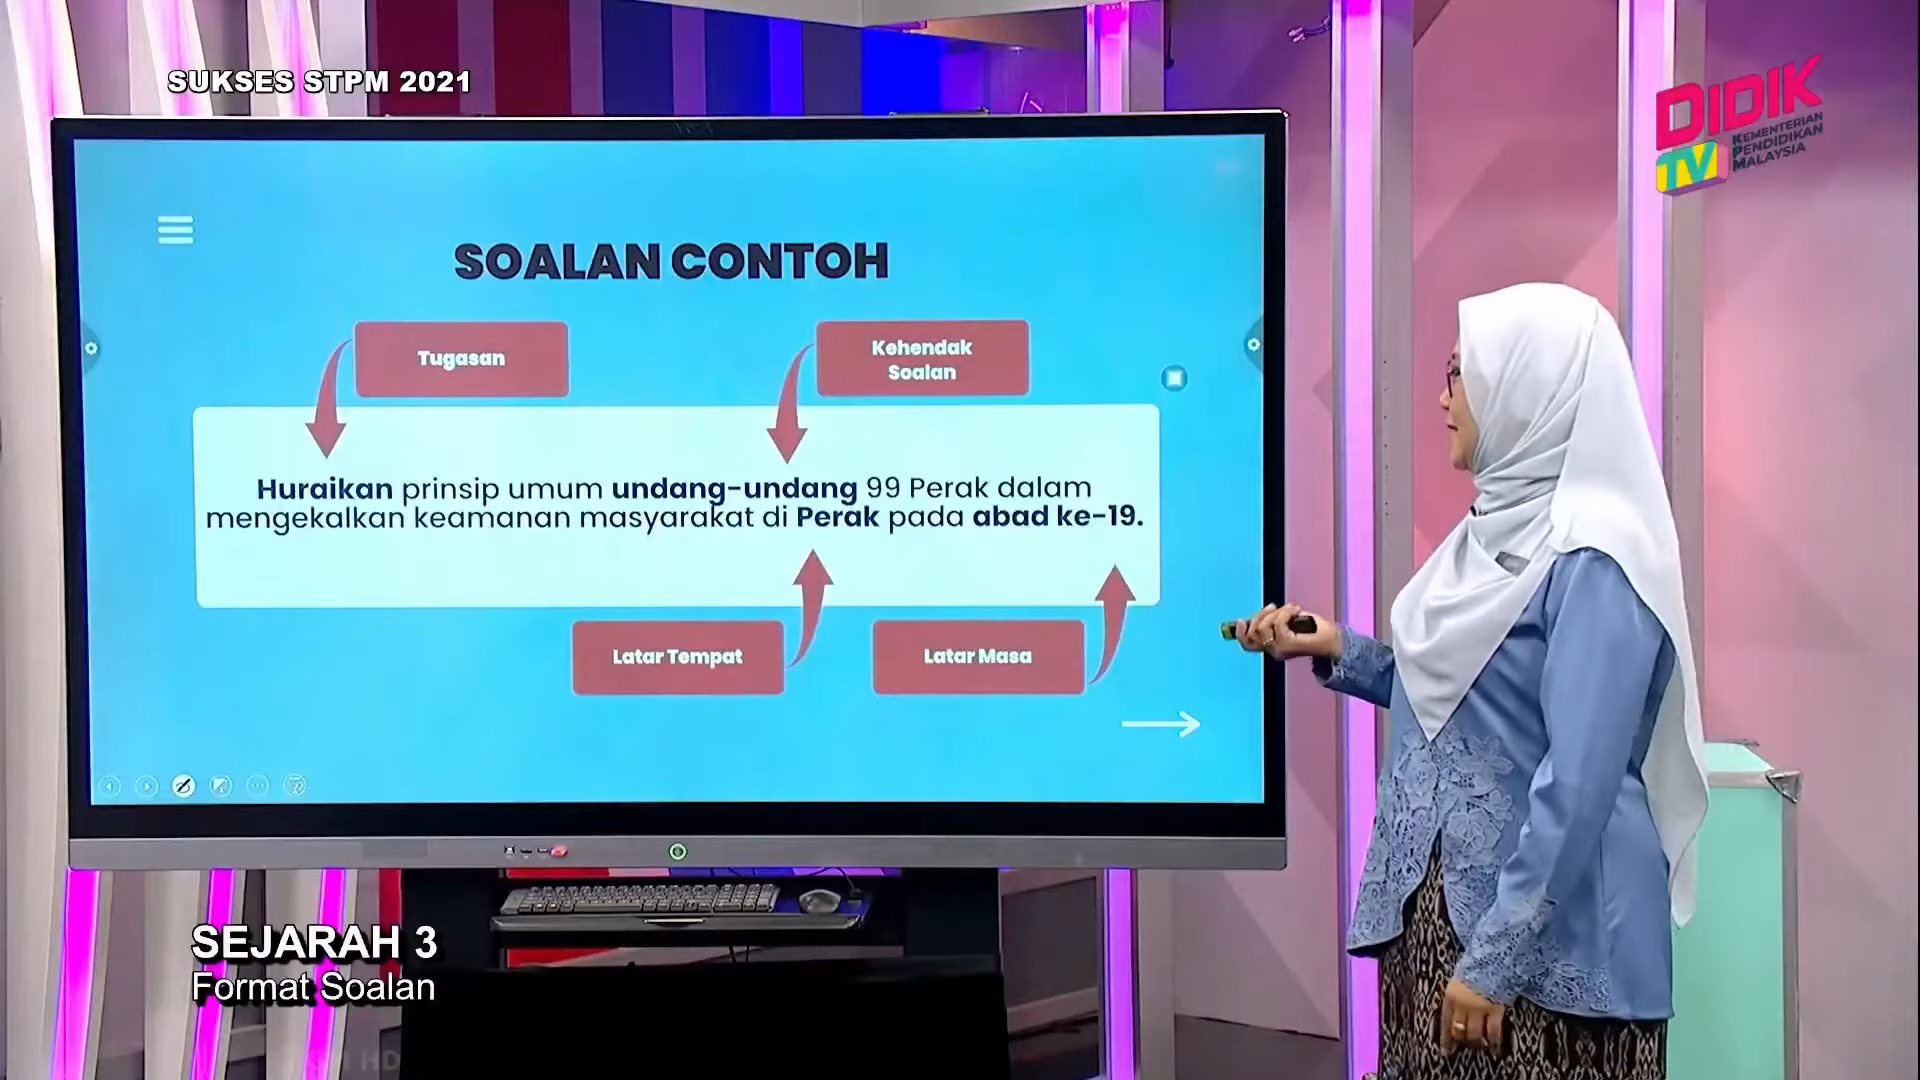 SUKSES STPM 2021
DIDIK
TV
KEMENTERIAN
PENDIDIKAN
MALAYSIA
SOALAN CONTOH
Tugasan
Kehendak
Soalan
Huraikan prinsip umum undang-undang 99 Perak dalam
mengekalkan keamanan masyarakat di Perak pada abad ke-19.
Latar Tempat
Latar Masa
SEJARAH 3
Format Soalan